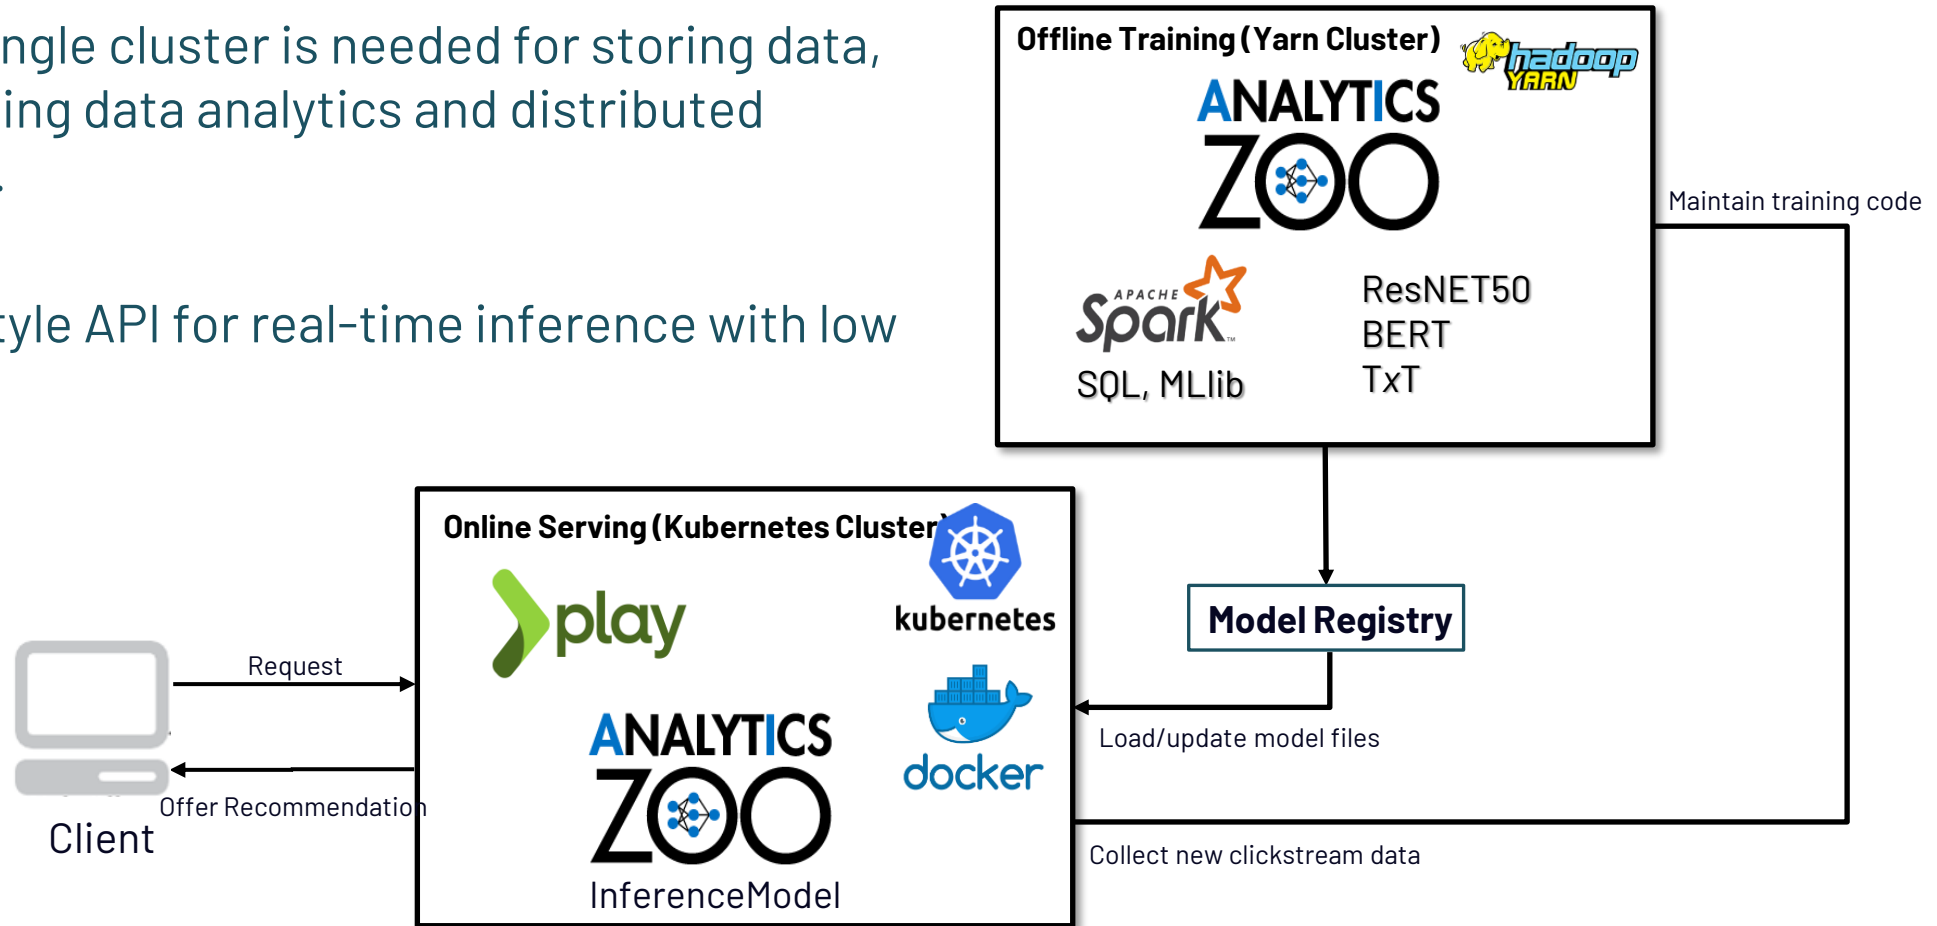 ngle cluster is needed for storing data,
ing data analytics and distributed
.
tyle API for real-time inference with low
Offline Training (Yarn Cluster)
hadoop
YARN
ANALYTICS
ZOO
APACHE
Spark™
SQL, MLlib
ResNET50
BERT
TxT
Maintain training code
Online Serving (Kubernetes Cluster)
play
kubernetes
docker
ANALYTICS
ZOO
InferenceModel
Model Registry
Load/update model files
Collect new clickstream data
Request
Offer Recommendation
Client